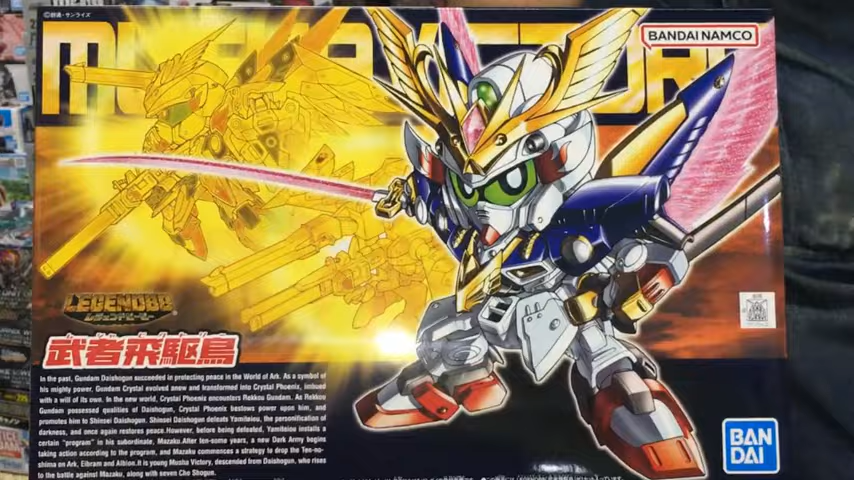 ©創通・サンライズ
BANDAI NAMCO
LEGENDBB
レジェンドビービー
武者飛駆鳥
In the past, Gundam Daishogun succeeded in protecting peace in the World of Ark. As a symbol of
his mighty power, Gundam Crystal evolved anew and transformed into Crystal Phoenix, imbued
with a will of its own. In the new world, Crystal Phoenix encounters Rekkou Gundam. As Rekkou
Gundam possessed qualities of Daishogun, Crystal Phoenix bestows power upon him, and
promotes him to Shinsei Daishogun. Shinsei Daishogun defeats Yamileiou, the personification of
darkness, and once again restores peace.However, before being defeated, Yamileiou installs a
certain "program" in his subordinate, Mazaku.After ten-some years, a new Dark Army begins
taking action according to the program, and Mazaku commences a strategy to drop the Ten-no-
shima on Ark, Eibram and Albion.It is young Musha Victory, descended from Daishogun, who rises
to the battle against Mazaku, along with seven Cho Shogun.
BAN
DAI